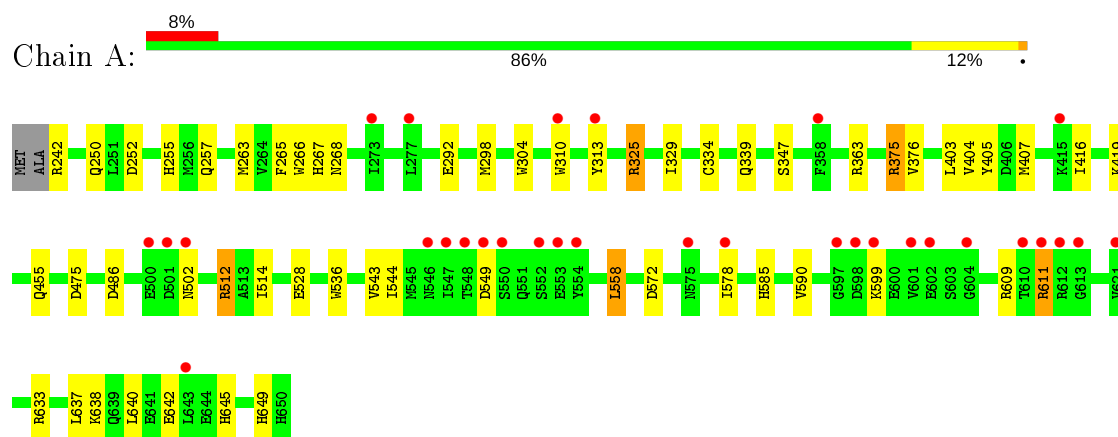 8%
Chain A:
86% 12% •
MET ALA R242 Q250 L251 D252 H255 M256 Q257 M263 V264 F265 W266 H267 N268 I273 L277 E292 M298 W304 W310 Y313 R325 I329 C334 Q339 S347 F358 R363 R375 V376 L403 V404 Y405 D406 M407 K415 I416
Q455 D475 D486 E500 D501 N502 R512 A513 I514 E528 W536 V543 I544 M545 N546 I547 T548 D549 S550 Q551 S552 E553 Y554 L558 D572 N575 I578 H585 V590 G597 D598 K599 E600 V601 E602 S603 G604 R609 T610 R611 R612 G613
R633 L637 K638 Q639 L640 E641 E642 L643 E644 H645 H649 H650